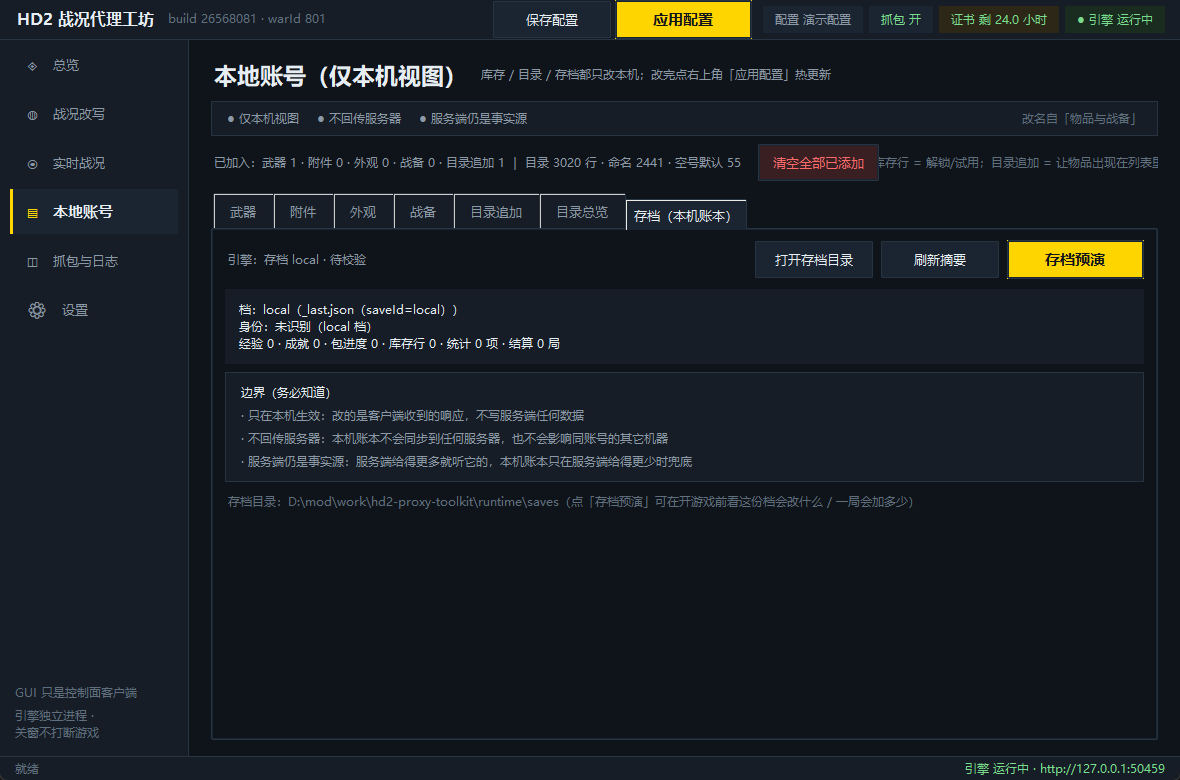 HD2 战况代理工坊 build 26568081 · warId 801 保存配置 应用配置 配置 演示配置 抓包 开 证书 剩 24.0 小时 ● 引擎 运行中
总览
战况改写
实时战况
本地账号
抓包与日志
设置
GUI 只是控制面客户端
引擎独立进程 ·
关窗不打断游戏
本地账号（仅本机视图） 库存 / 目录 / 存档都只改本机；改完点右上角「应用配置」热更新
● 仅本机视图 ● 不回传服务器 ● 服务端仍是事实源 改名自「物品与战备」
已加入：武器 1 · 附件 0 · 外观 0 · 战备 0 · 目录追加 1 | 目录 3020 行 · 命名 2441 · 空号默认 55 清空全部已添加 库存行 = 解锁/试用；目录追加 = 让物品出现在列表里
武器 附件 外观 战备 目录追加 目录总览 存档（本机账本）
引擎：存档 local · 待校验 打开存档目录 刷新摘要 存档预演
档：local（_last.json（saveId=local））
身份：未识别（local 档）
经验 0 · 成就 0 · 包进度 0 · 库存行 0 · 统计 0 项 · 结算 0 局
边界（务必知道）
· 只在本机生效：改的是客户端收到的响应，不写服务端任何数据
· 不回传服务器：本机账本不会同步到任何服务器，也不会影响同账号的其它机器
· 服务端仍是事实源：服务端给得更多就听它的，本机账本只在服务端给得更少时兜底
存档目录：D:\mod\work\hd2-proxy-toolkit\runtime\saves（点「存档预演」可在开游戏前看这份档会改什么 / 一局会加多少）
就绪 引擎 运行中 · http://127.0.0.1:50459